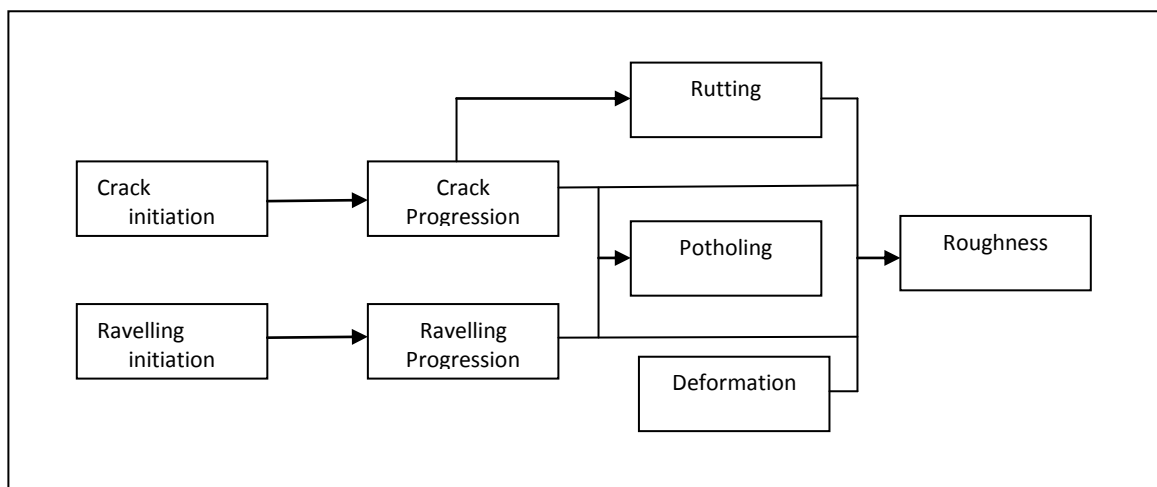 Rutting
Crack
initiation
Crack
Progression
Potholing
Roughness
Ravelling
initiation
Ravelling
Progression
Deformation